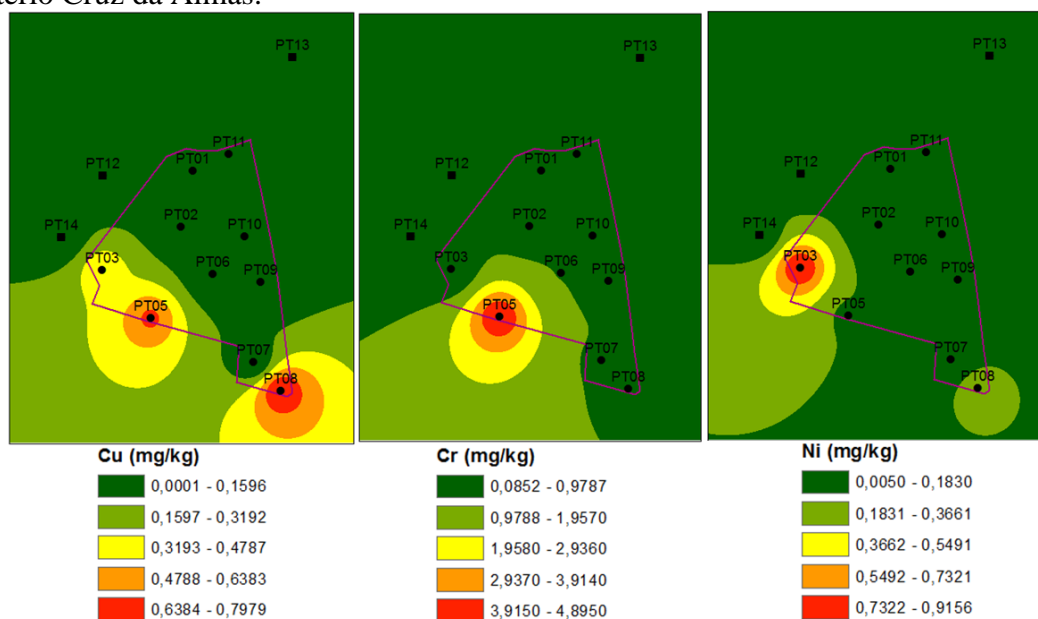 tério Cruz da Almas.
PT13
PT11
PT01
PT12
PT02
PT14
PT10
PT03
PT06
PT09
PT05
PT07
PT08
Cu (mg/kg)
0,0001 - 0,1596
0,1597 - 0,3192
0,3193 - 0,4787
0,4788 - 0,6383
0,6384 - 0,7979
PT13
PT11
PT01
PT12
PT02
PT14
PT10
PT03
PT06
PT09
PT05
PT07
PT08
Cr (mg/kg)
0,0852 - 0,9787
0,9788 - 1,9570
1,9580 - 2,9360
2,9370 - 3,9140
3,9150 - 4,8950
PT13
PT11
PT01
PT12
PT02
PT14
PT10
PT03
PT06
PT09
PT05
PT07
PT08
Ni (mg/kg)
0,0050 - 0,1830
0,1831 - 0,3661
0,3662 - 0,5491
0,5492 - 0,7321
0,7322 - 0,9156